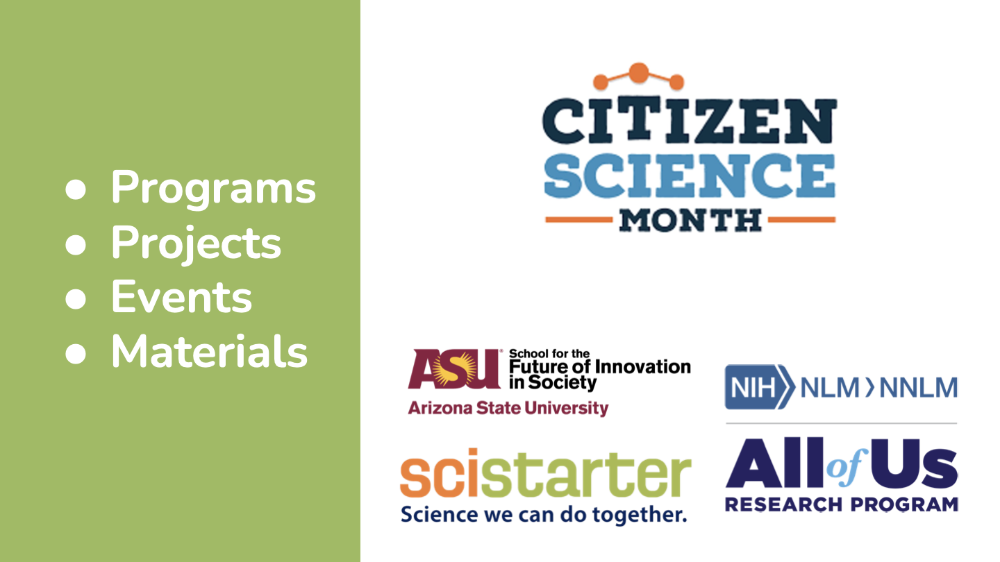 ● Programs
● Projects
● Events
● Materials
CITIZEN
SCIENCE
MONTH
ASU® School for the
Future of Innovation
in Society
Arizona State University
NIH NLM NNLM
scistarter
Science we can do together.
All of Us
RESEARCH PROGRAM